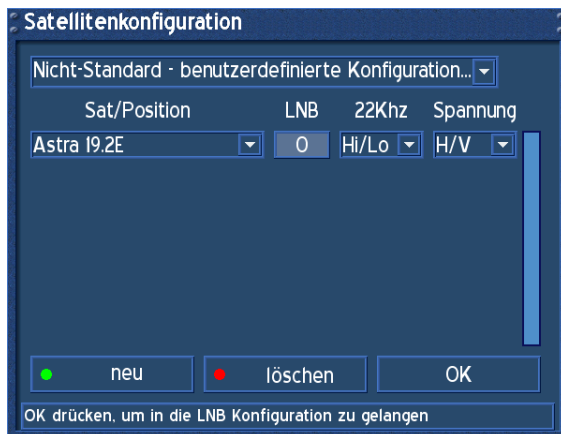 Satellitenkonfiguration
Nicht-Standard - benutzerdefinierte Konfiguration...
Sat/Position LNB 22Khz Spannung
Astra 19.2E 0 Hi/Lo H/V
neu löschen OK
OK drücken, um in die LNB Konfiguration zu gelangen